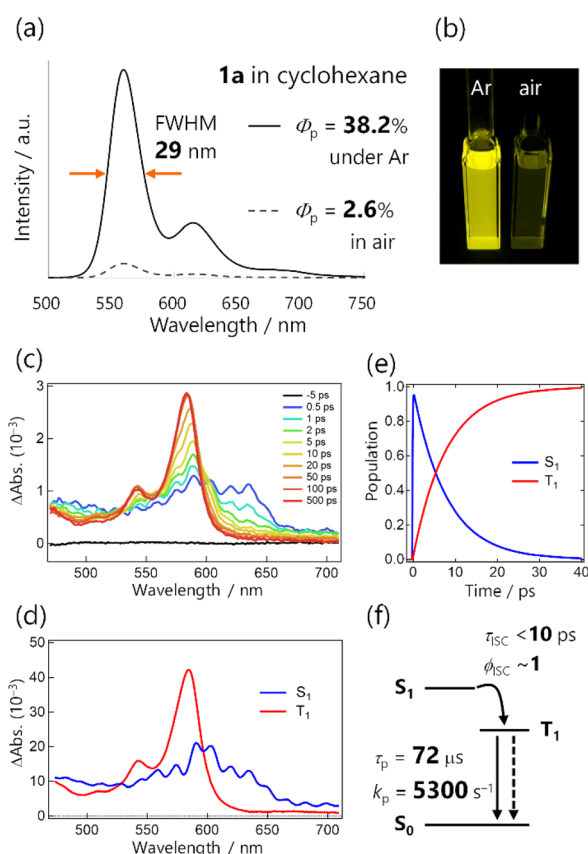 (a)
1a in cyclohexane
FWHM
29 nm
Φp = 38.2%
under Ar
Φp = 2.6%
in air
Intensity / a.u.
500 550 600 650 700 750
Wavelength / nm
(b)
Ar air
(c)
3
2
1
0
ΔAbs. (10⁻³)
-5 ps
0.5 ps
1 ps
2 ps
5 ps
10 ps
20 ps
50 ps
100 ps
500 ps
500 550 600 650 700
Wavelength / nm
(e)
1.0
0.8
0.6
0.4
0.2
0.0
Population
S₁
T₁
0 10 20 30 40
Time / ps
(d)
50
40
30
20
10
0
ΔAbs. (10⁻³)
S₁
T₁
500 550 600 650 700
Wavelength / nm
(f)
τISC < 10 ps
ϕISC ~1
S₁
T₁
τp = 72 μs
kp = 5300 s⁻¹
S₀